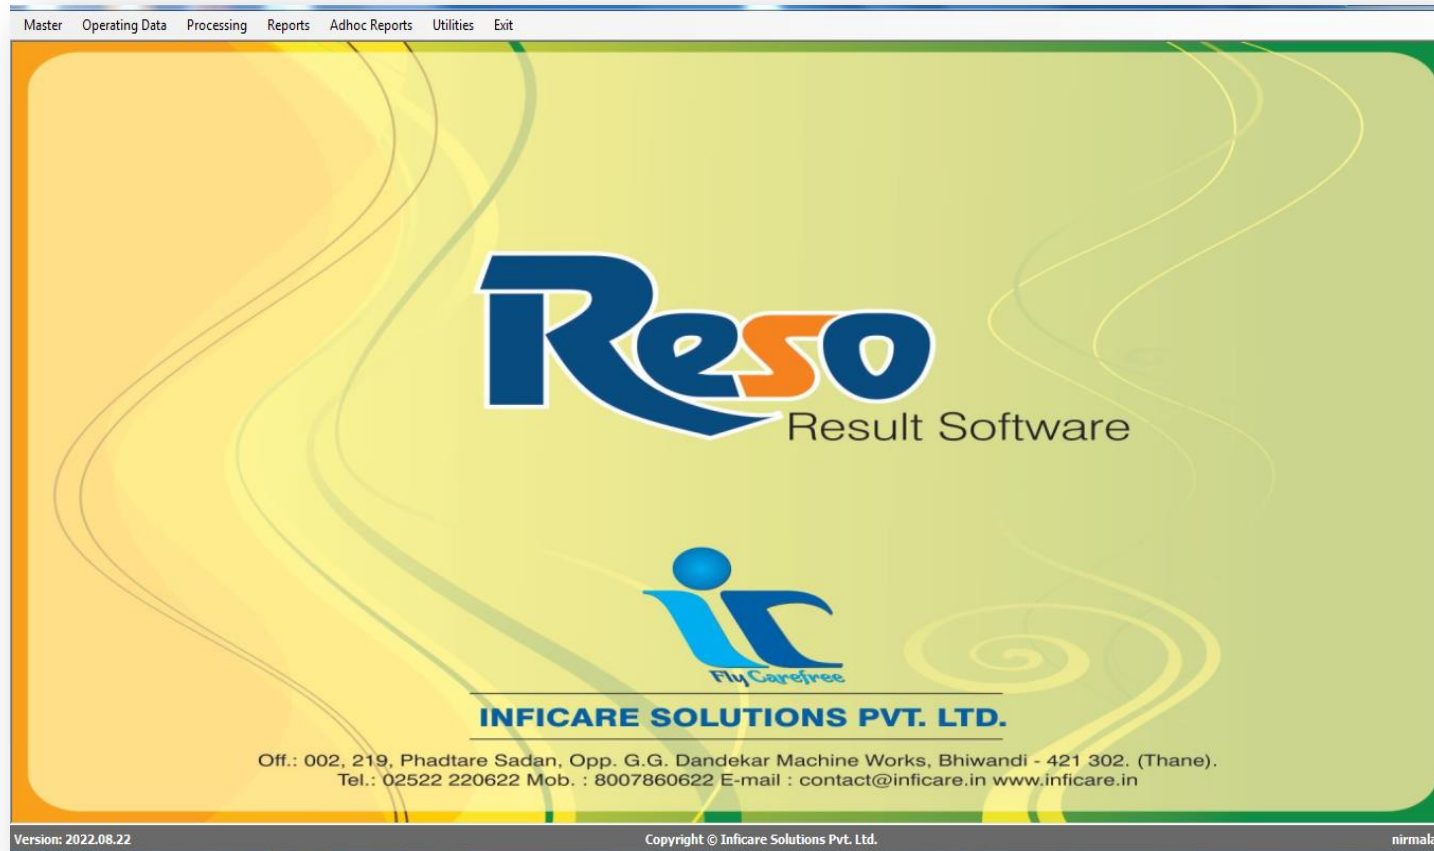 Master Operating Data Processing Reports Adhoc Reports Utilities Exit
Reso
Result Software
ic
Fly Carefree
INFICARE SOLUTIONS PVT. LTD.
Off.: 002, 219, Phadtare Sadan, Opp. G.G. Dandekar Machine Works, Bhiwandi - 421 302. (Thane).
Tel.: 02522 220622 Mob. : 8007860622 E-mail : contact@inficare.in www.inficare.in
Version: 2022.08.22 Copyright © Inficare Solutions Pvt. Ltd. nirmala